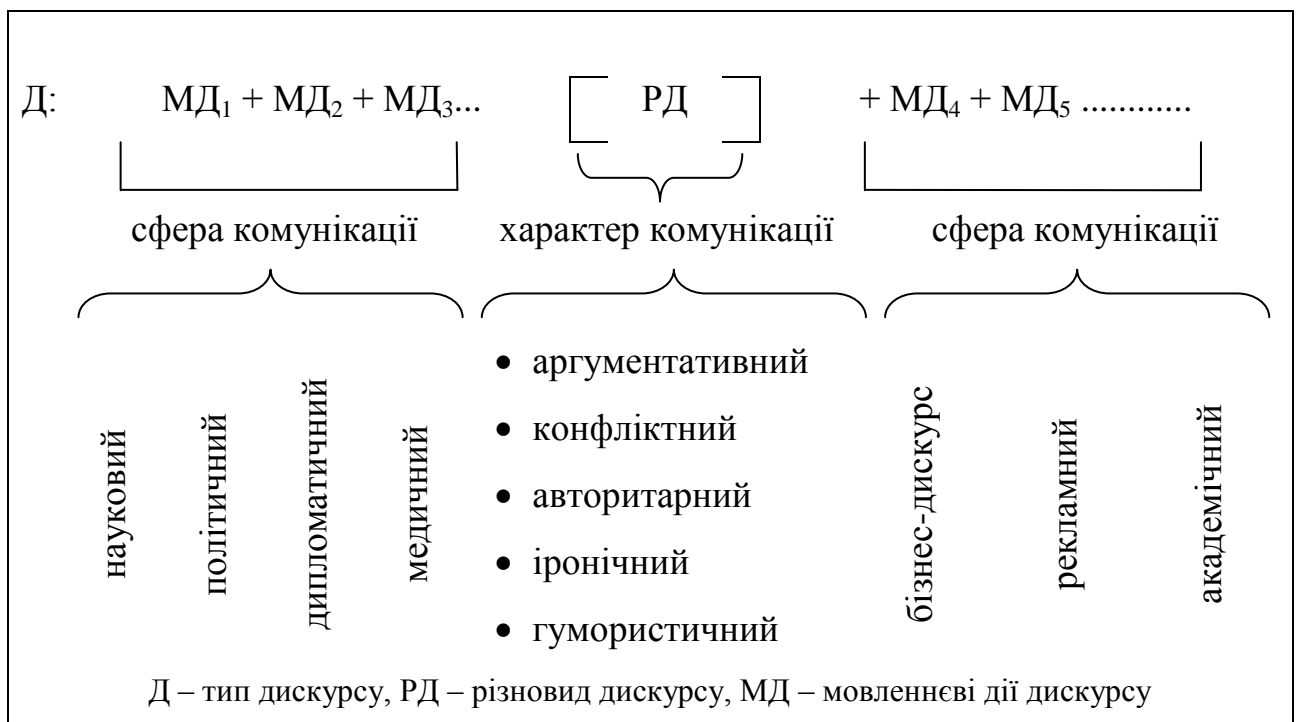 Д: МД₁ + МД₂ + МД₃... РД + МД₄ + МД₅ ............
сфера комунікації характер комунікації сфера комунікації
науковий
політичний
дипломатичний
медичний
• аргументативний
• конфліктний
• авторитарний
• іронічний
• гумористичний
бізнес-дискурс
рекламний
академічний
Д – тип дискурсу, РД – різновид дискурсу, МД – мовленнєві дії дискурсу